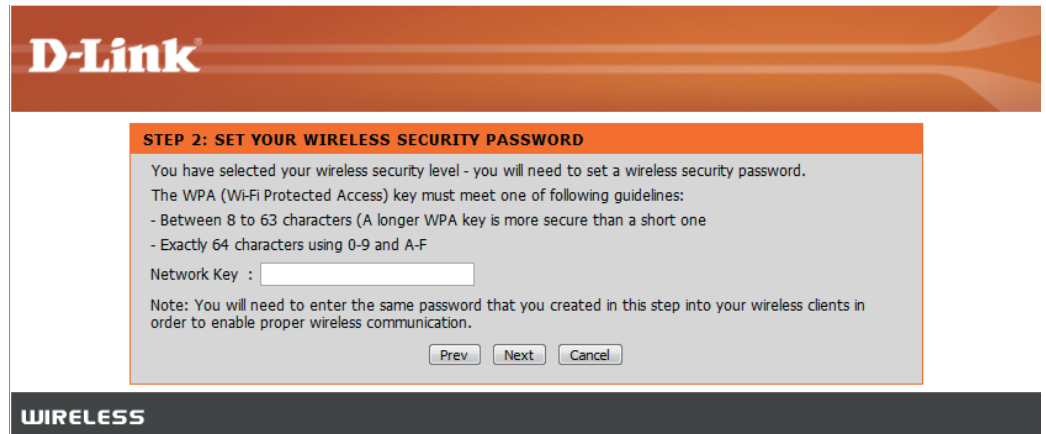 D-Link®
STEP 2: SET YOUR WIRELESS SECURITY PASSWORD
You have selected your wireless security level - you will need to set a wireless security password.
The WPA (Wi-Fi Protected Access) key must meet one of following guidelines:
- Between 8 to 63 characters (A longer WPA key is more secure than a short one
- Exactly 64 characters using 0-9 and A-F
Network Key :
Note: You will need to enter the same password that you created in this step into your wireless clients in
order to enable proper wireless communication.
Prev Next Cancel
WIRELESS